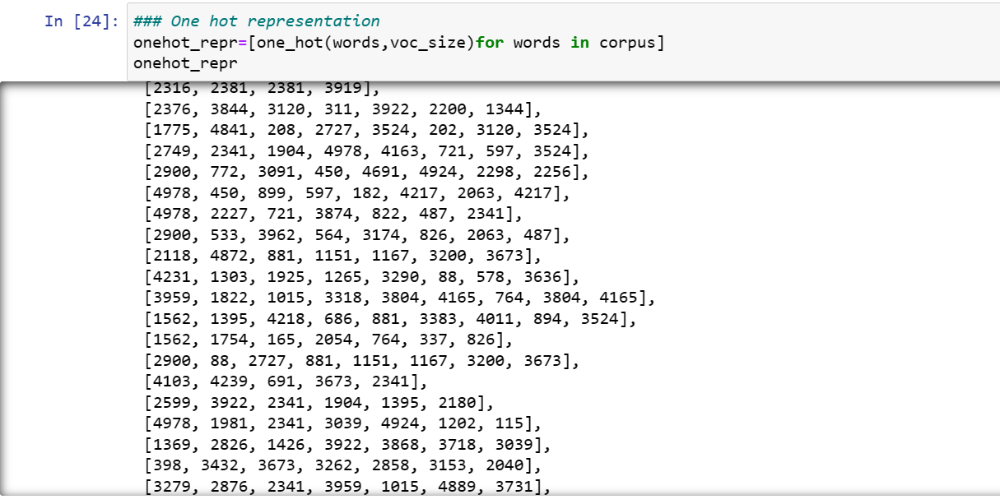 In [24]: ### One hot representation
onehot_repr=[one_hot(words,voc_size)for words in corpus]
onehot_repr
[2316, 2381, 2381, 3919],
[2376, 3844, 3120, 311, 3922, 2200, 1344],
[1775, 4841, 208, 2727, 3524, 202, 3120, 3524],
[2749, 2341, 1904, 4978, 4163, 721, 597, 3524],
[2900, 772, 3091, 450, 4691, 4924, 2298, 2256],
[4978, 450, 899, 597, 182, 4217, 2063, 4217],
[4978, 2227, 721, 3874, 822, 487, 2341],
[2900, 533, 3962, 564, 3174, 826, 2063, 487],
[2118, 4872, 881, 1151, 1167, 3200, 3673],
[4231, 1303, 1925, 1265, 3290, 88, 578, 3636],
[3959, 1822, 1015, 3318, 3804, 4165, 764, 3804, 4165],
[1562, 1395, 4218, 686, 881, 3383, 4011, 894, 3524],
[1562, 1754, 165, 2054, 764, 337, 826],
[2900, 88, 2727, 881, 1151, 1167, 3200, 3673],
[4103, 4239, 691, 3673, 2341],
[2599, 3922, 2341, 1904, 1395, 2180],
[4978, 1981, 2341, 3039, 4924, 1202, 115],
[1369, 2826, 1426, 3922, 3868, 3718, 3039],
[398, 3432, 3673, 3262, 2858, 3153, 2040],
[3279, 2876, 2341, 3959, 1015, 4889, 3731],